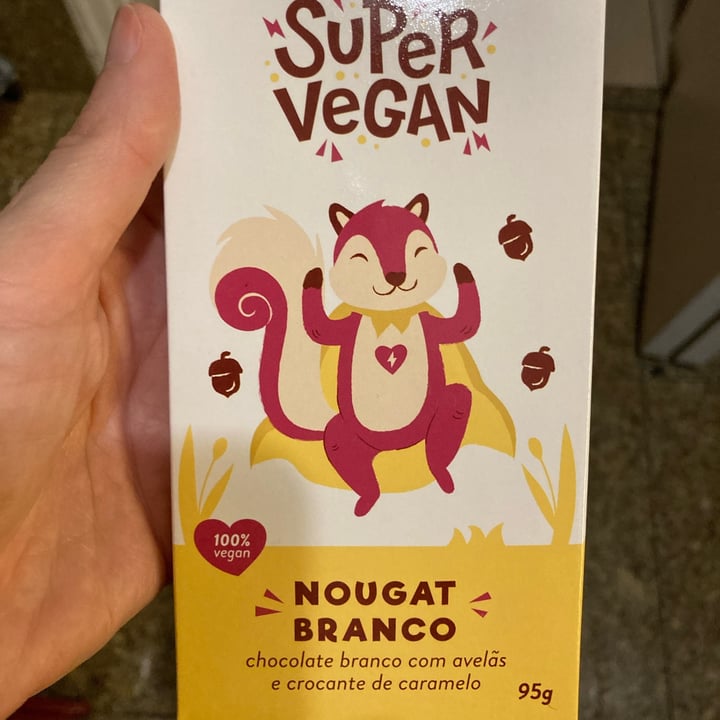 SUPER
VEGAN
100%
vegan
NOUGAT
BRANCO
chocolate branco com avelãs
e crocante de caramelo
95g